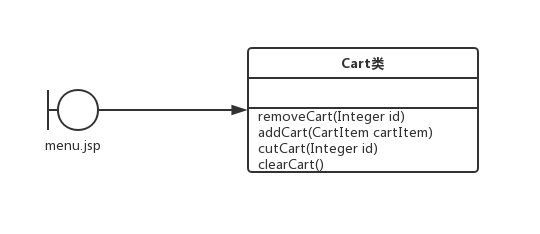 Cart类
removeCart(Integer id)
addCart(CartItem cartItem)
cutCart(Integer id)
clearCart()
menu.jsp